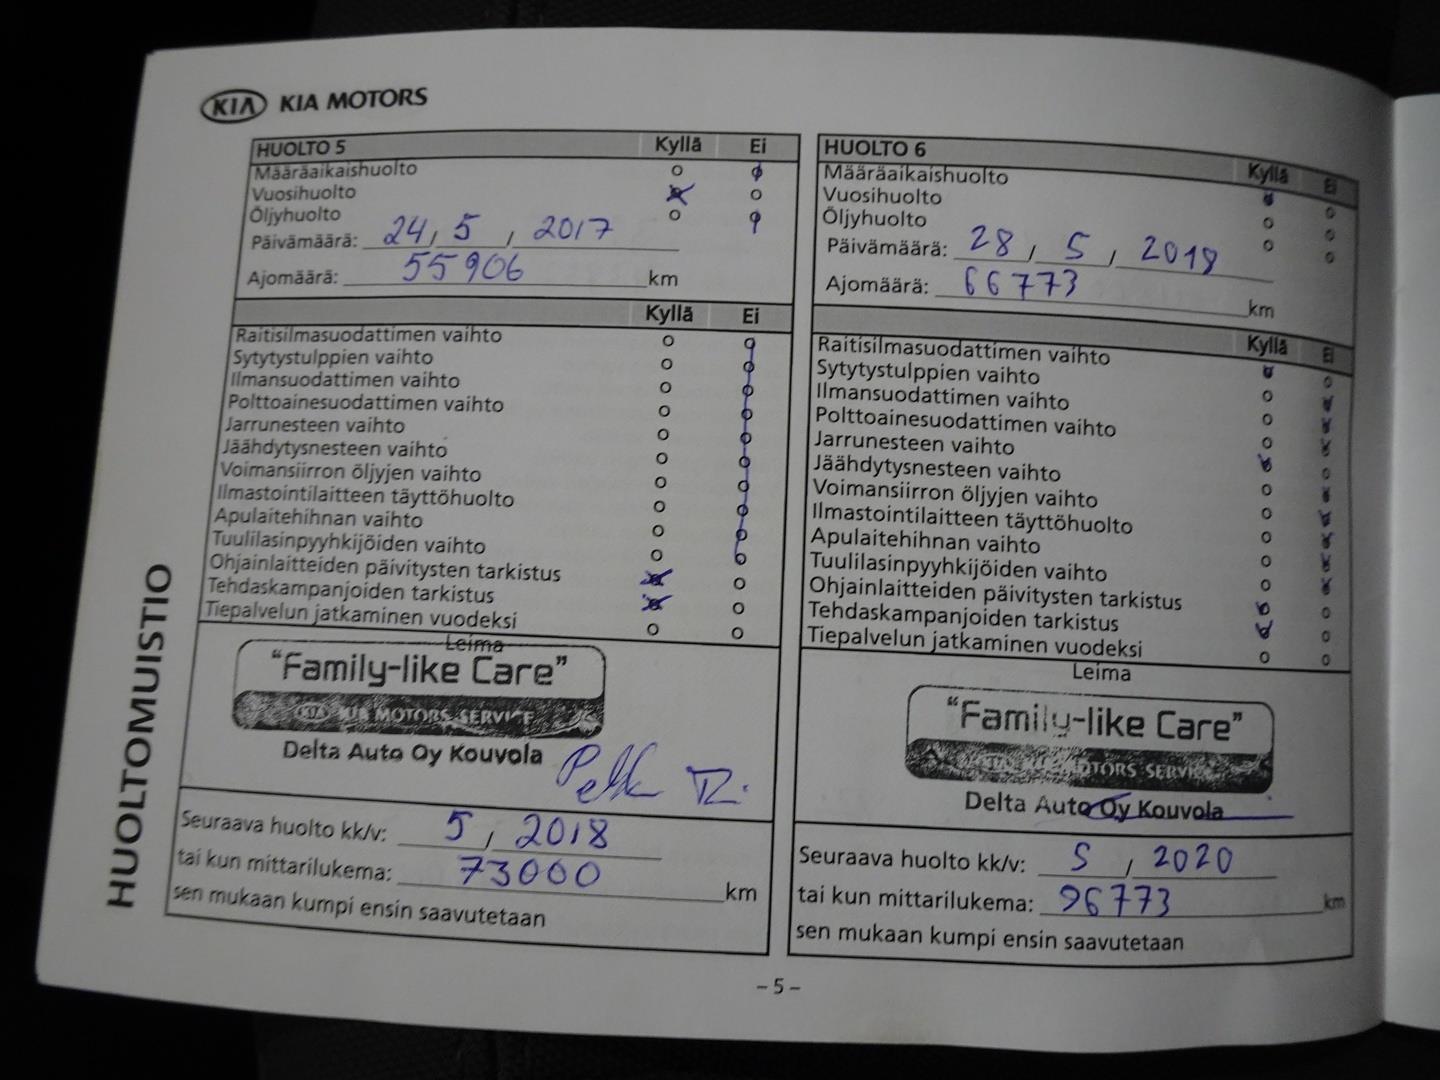 KIA KIA MOTORS
HUOLTOMUISTIO
HUOLTO 5 Kyllä Ei
Määräaikaishuolto
Vuosihuolto
Öljyhuolto
Päivämäärä: 24, 5, 2017
Ajomäärä: 55906 km
Kyllä Ei
Raitisilmasuodattimen vaihto
Sytytystulppien vaihto
Ilmansuodattimen vaihto
Polttoainesuodattimen vaihto
Jarrunesteen vaihto
Jäähdytysnesteen vaihto
Voimansiirron öljyjen vaihto
Ilmastointilaitteen täyttöhuolto
Apulaitehihnan vaihto
Tuulilasinpyyhkijöiden vaihto
Ohjainlaitteiden päivitysten tarkistus
Tehdaskampanjoiden tarkistus
Tiepalvelun jatkaminen vuodeksi
Leima
"Family-like Care"
KIA KIA MOTORS SERVICE
Delta Auto Oy Kouvola
Seuraava huolto kk/v: 5, 2018
tai kun mittarilukema: 73000 km
sen mukaan kumpi ensin saavutetaan
HUOLTO 6 Kyllä Ei
Määräaikaishuolto
Vuosihuolto
Öljyhuolto
Päivämäärä: 28, 5, 2018
Ajomäärä: 66773 km
Kyllä Ei
Raitisilmasuodattimen vaihto
Sytytystulppien vaihto
Ilmansuodattimen vaihto
Polttoainesuodattimen vaihto
Jarrunesteen vaihto
Jäähdytysnesteen vaihto
Voimansiirron öljyjen vaihto
Ilmastointilaitteen täyttöhuolto
Apulaitehihnan vaihto
Tuulilasinpyyhkijöiden vaihto
Ohjainlaitteiden päivitysten tarkistus
Tehdaskampanjoiden tarkistus
Tiepalvelun jatkaminen vuodeksi
Leima
"Family-like Care"
KIA MOTORS SERVICE
Delta Auto Oy Kouvola
Seuraava huolto kk/v: 5, 2020
tai kun mittarilukema: 96773 km
sen mukaan kumpi ensin saavutetaan
– 5 –